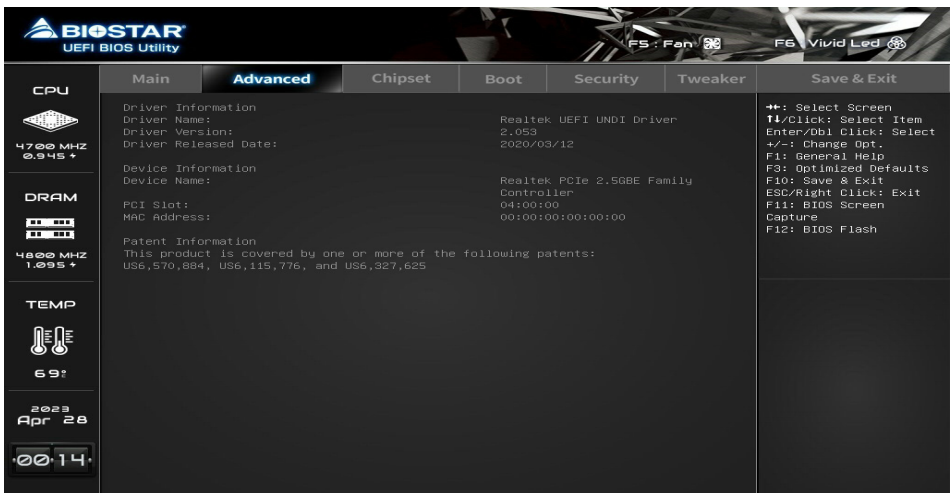 BIOSTAR
UEFI BIOS Utility
F5 : Fan
F6 Vivid Led
CPU
4700 MHZ
0.945 +
DRAM
4800 MHZ
1.095 +
TEMP
69°C
2023
Apr 28
00:14
Main Advanced Chipset Boot Security Tweaker Save & Exit
Driver Information
Driver Name: Realtek UEFI UNDI Driver
Driver Version: 2.053
Driver Released Date: 2020/03/12
Device Information
Device Name: Realtek PCIe 2.5GBE Family
Controller
PCI Slot: 04:00:00
MAC Address: 00:00:00:00:00:00
Patent Information
This product is covered by one or more of the following patents:
US6,570,884, US6,115,776, and US6,327,625
→←: Select Screen
↑↓/Click: Select Item
Enter/Dbl Click: Select
+/-: Change Opt.
F1: General Help
F3: Optimized Defaults
F10: Save & Exit
ESC/Right Click: Exit
F11: BIOS Screen
Capture
F12: BIOS Flash